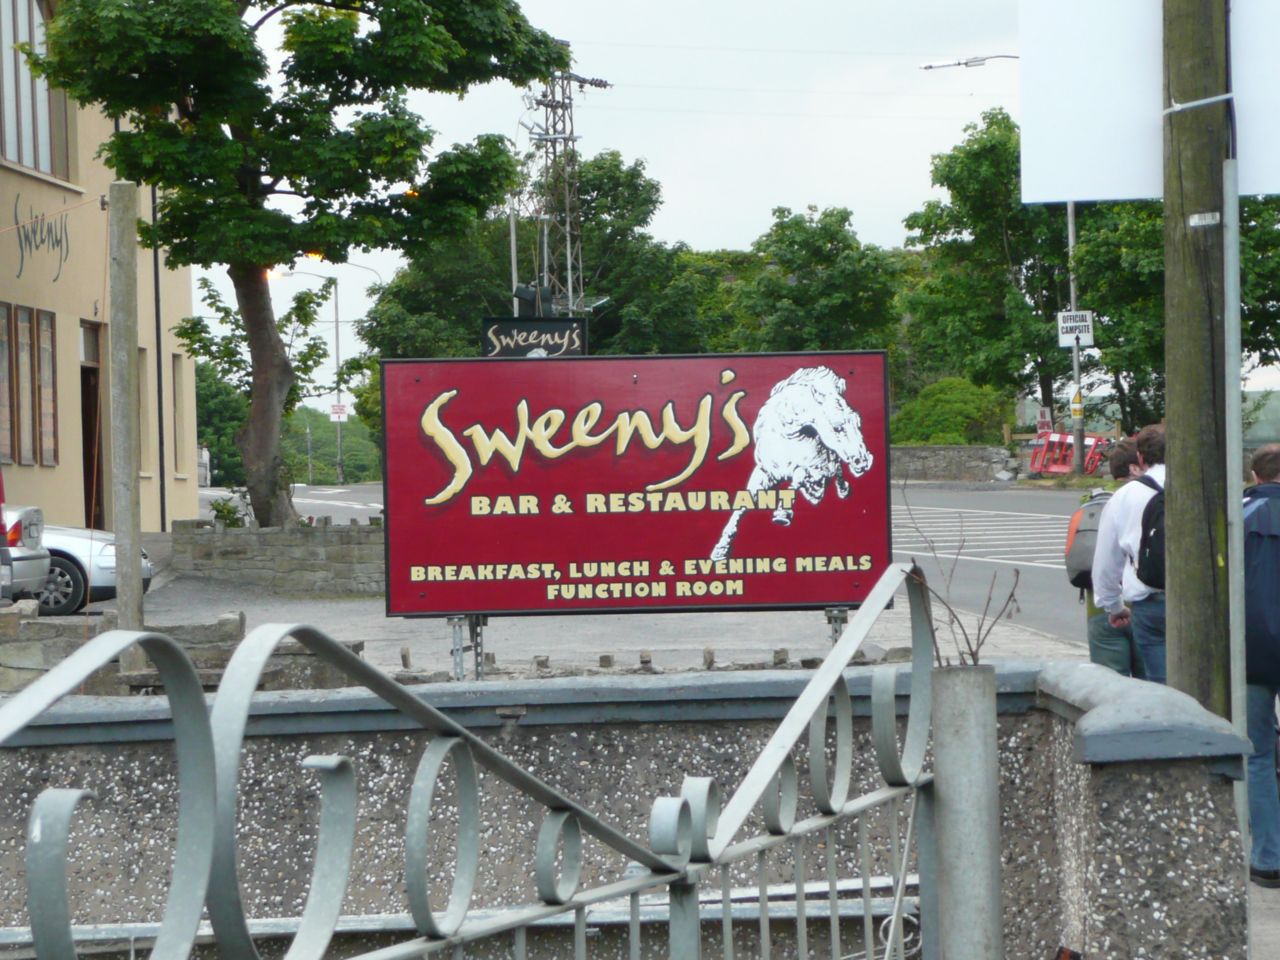 Sweeny's
Sweeny's
Sweeny's
BAR & RESTAURANT
BREAKFAST, LUNCH & EVENING MEALS
FUNCTION ROOM
OFFICIAL
CAMPSITE